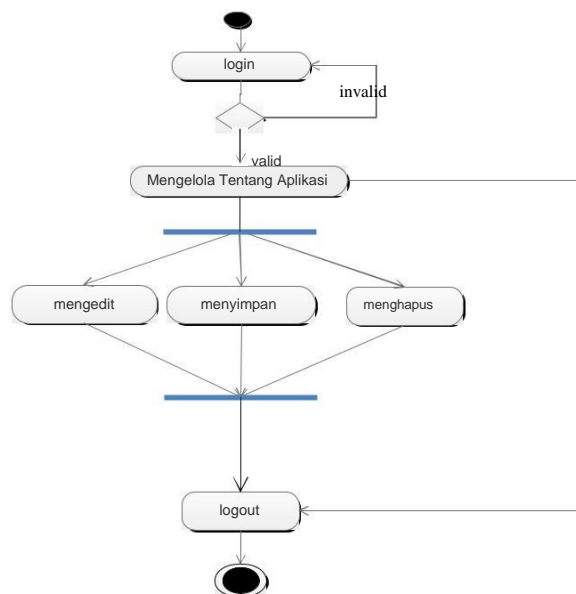 login
invalid
valid
Mengelola Tentang Aplikasi
mengedit
menyimpan
menghapus
logout